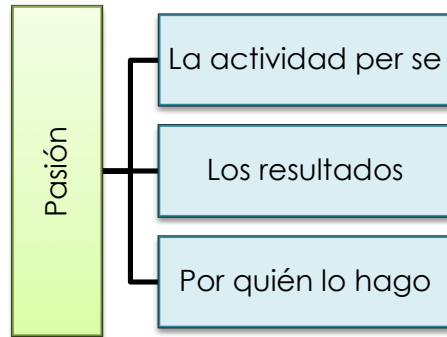 Pasión
La actividad per se
Los resultados
Por quién lo hago